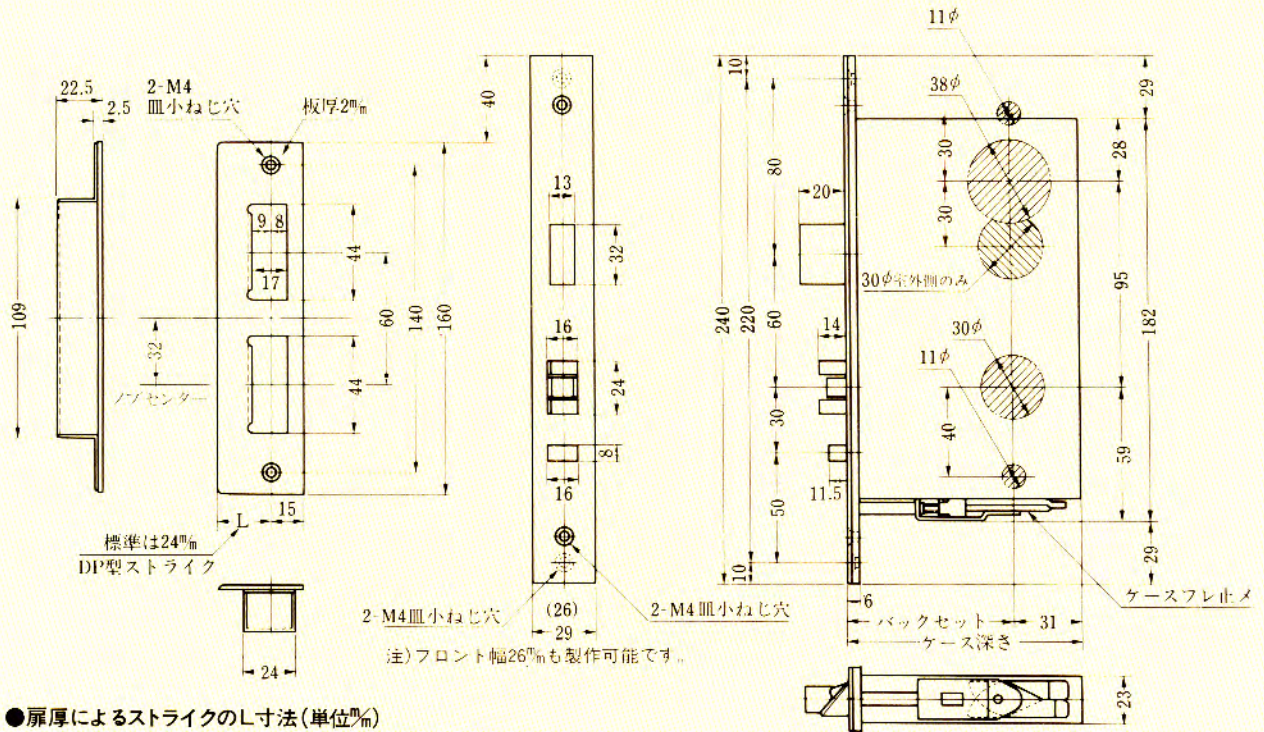 22.5
2.5
2-M4
皿小ねじ穴
板厚2㎜
9
8
17
44
109
60
140
160
32
44
ノブセンター
L
15
標準は24㎜
DP型ストライク
24
40
13
32
16
24
8
16
2-M4皿小ねじ穴
(26)
29
2-M4皿小ねじ穴
注)フロント幅26㎜も製作可能です。
11φ
38φ
10
29
30
28
80
20
30
30φ室外側のみ
95
240
220
60
14
30φ
182
11φ
30
40
59
11.5
50
10
29
6
ケースフレ止メ
バックセット
31
ケース深さ
23
●扉厚によるストライクのL寸法(単位㎜)